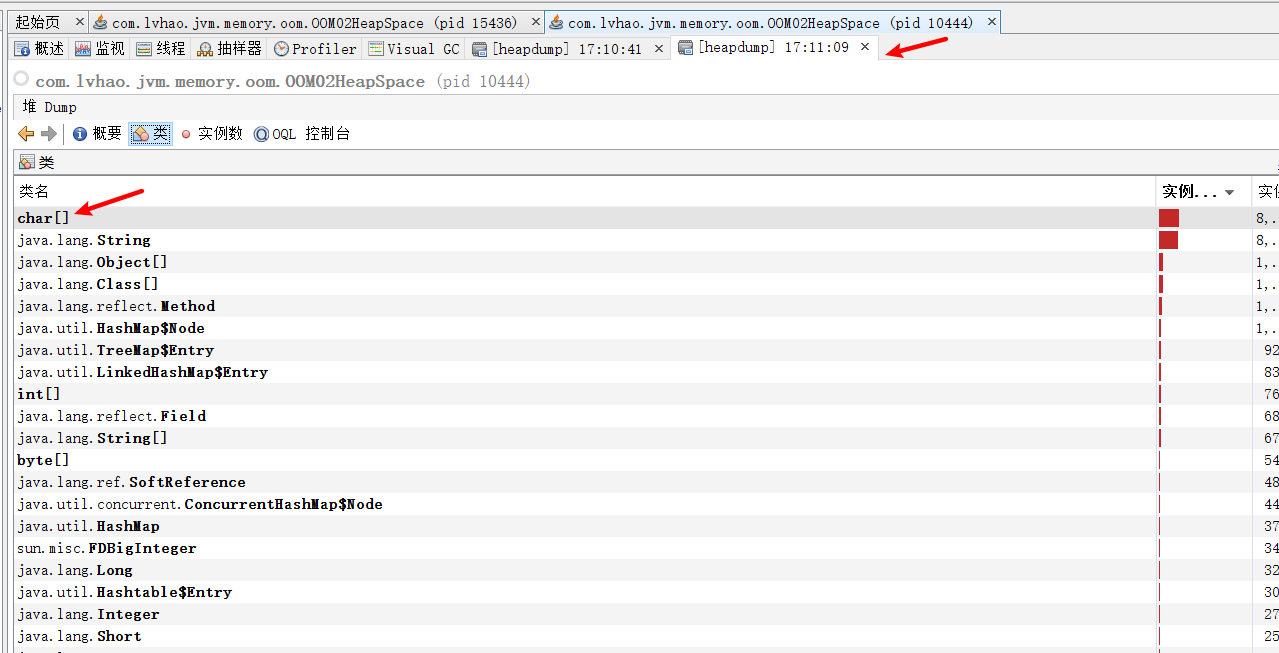 起始页 × com.lvhao.jvm.memory.oom.OOM02HeapSpace (pid 15436) × com.lvhao.jvm.memory.oom.OOM02HeapSpace (pid 10444) ×
概述 监视 线程 抽样器 Profiler Visual GC [heapdump] 17:10:41 × [heapdump] 17:11:09 ×
com.lvhao.jvm.memory.oom.OOM02HeapSpace (pid 10444)
堆 Dump
概要 类 实例数 OQL 控制台
类
类名 实例...
char[] 8,.
java.lang.String 8,.
java.lang.Object[] 1,.
java.lang.Class[] 1,.
java.lang.reflect.Method 1,.
java.util.HashMap$Node 1,.
java.util.TreeMap$Entry 92
java.util.LinkedHashMap$Entry 83
int[] 76
java.lang.reflect.Field 68
java.lang.String[] 67
byte[] 54
java.lang.ref.SoftReference 48
java.util.concurrent.ConcurrentHashMap$Node 44
java.util.HashMap 37
sun.misc.FDBigInteger 34
java.lang.Long 32
java.util.Hashtable$Entry 30
java.lang.Integer 27
java.lang.Short 25